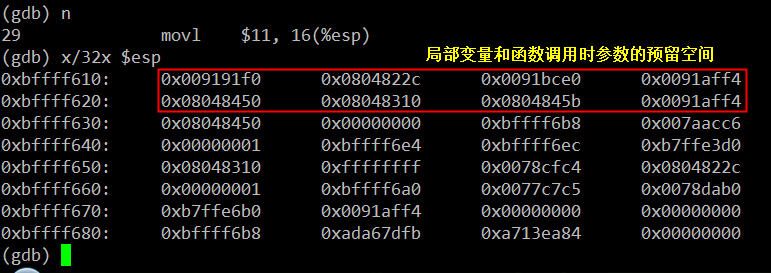 (gdb) n
29 movl $11, 16(%esp)
(gdb) x/32x $esp 局部变量和函数调用时参数的预留空间
0xbffff610: 0x009191f0 0x0804822c 0x0091bce0 0x0091aff4
0xbffff620: 0x08048450 0x08048310 0x0804845b 0x0091aff4
0xbffff630: 0x08048450 0x00000000 0xbffff6b8 0x007aacc6
0xbffff640: 0x00000001 0xbffff6e4 0xbffff6ec 0xb7ffe3d0
0xbffff650: 0x08048310 0xffffffff 0x0078cfc4 0x0804822c
0xbffff660: 0x00000001 0xbffff6a0 0x0077c7c5 0x0078dab0
0xbffff670: 0xb7ffe6b0 0x0091aff4 0x00000000 0x00000000
0xbffff680: 0xbffff6b8 0xada67dfb 0xa713ea84 0x00000000
(gdb)